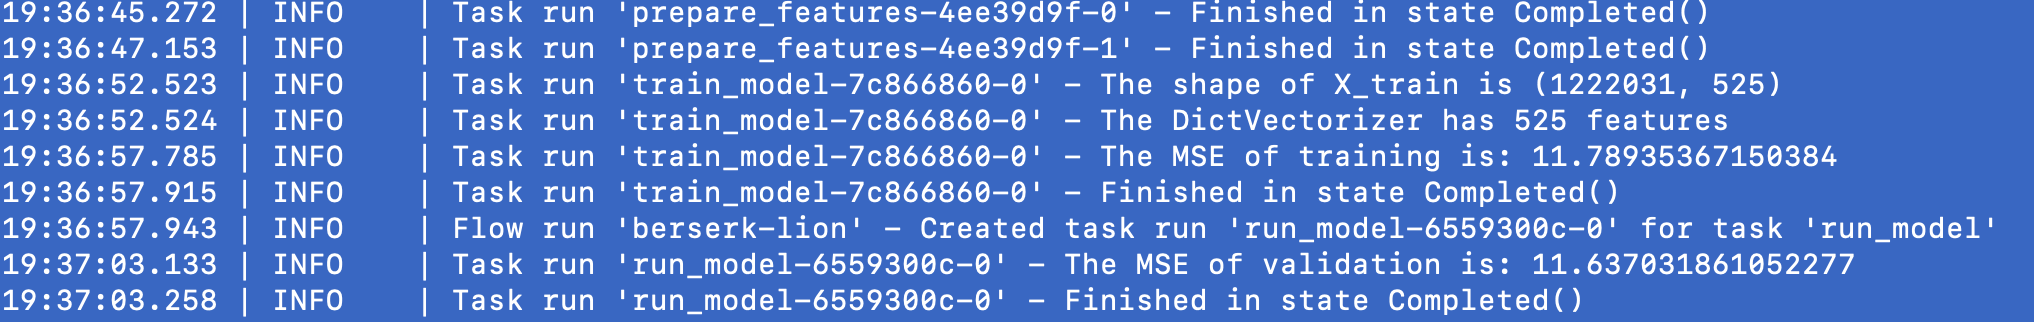 19:36:45.272 | INFO    | Task run 'prepare_features-4ee39d9f-0' - Finished in state Completed()
19:36:47.153 | INFO    | Task run 'prepare_features-4ee39d9f-1' - Finished in state Completed()
19:36:52.523 | INFO    | Task run 'train_model-7c866860-0' - The shape of X_train is (1222031, 525)
19:36:52.524 | INFO    | Task run 'train_model-7c866860-0' - The DictVectorizer has 525 features
19:36:57.785 | INFO    | Task run 'train_model-7c866860-0' - The MSE of training is: 11.78935367150384
19:36:57.915 | INFO    | Task run 'train_model-7c866860-0' - Finished in state Completed()
19:36:57.943 | INFO    | Flow run 'berserk-lion' - Created task run 'run_model-6559300c-0' for task 'run_model'
19:37:03.133 | INFO    | Task run 'run_model-6559300c-0' - The MSE of validation is: 11.637031861052277
19:37:03.258 | INFO    | Task run 'run_model-6559300c-0' - Finished in state Completed()